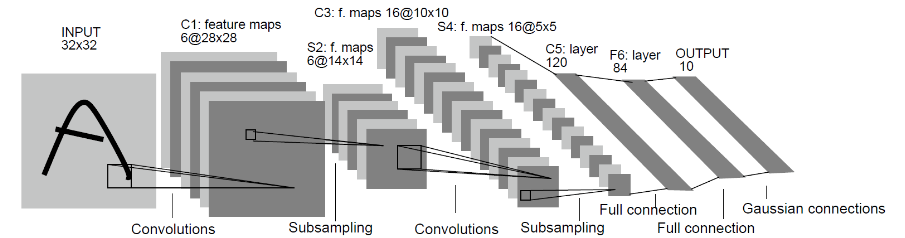 INPUT
32x32
C1: feature maps
6@28x28
S2: f. maps
6@14x14
C3: f. maps 16@10x10
S4: f. maps 16@5x5
C5: layer
120
F6: layer
84
OUTPUT
10
Convolutions
Subsampling
Convolutions
Subsampling
Full connection
Full connection
Gaussian connections